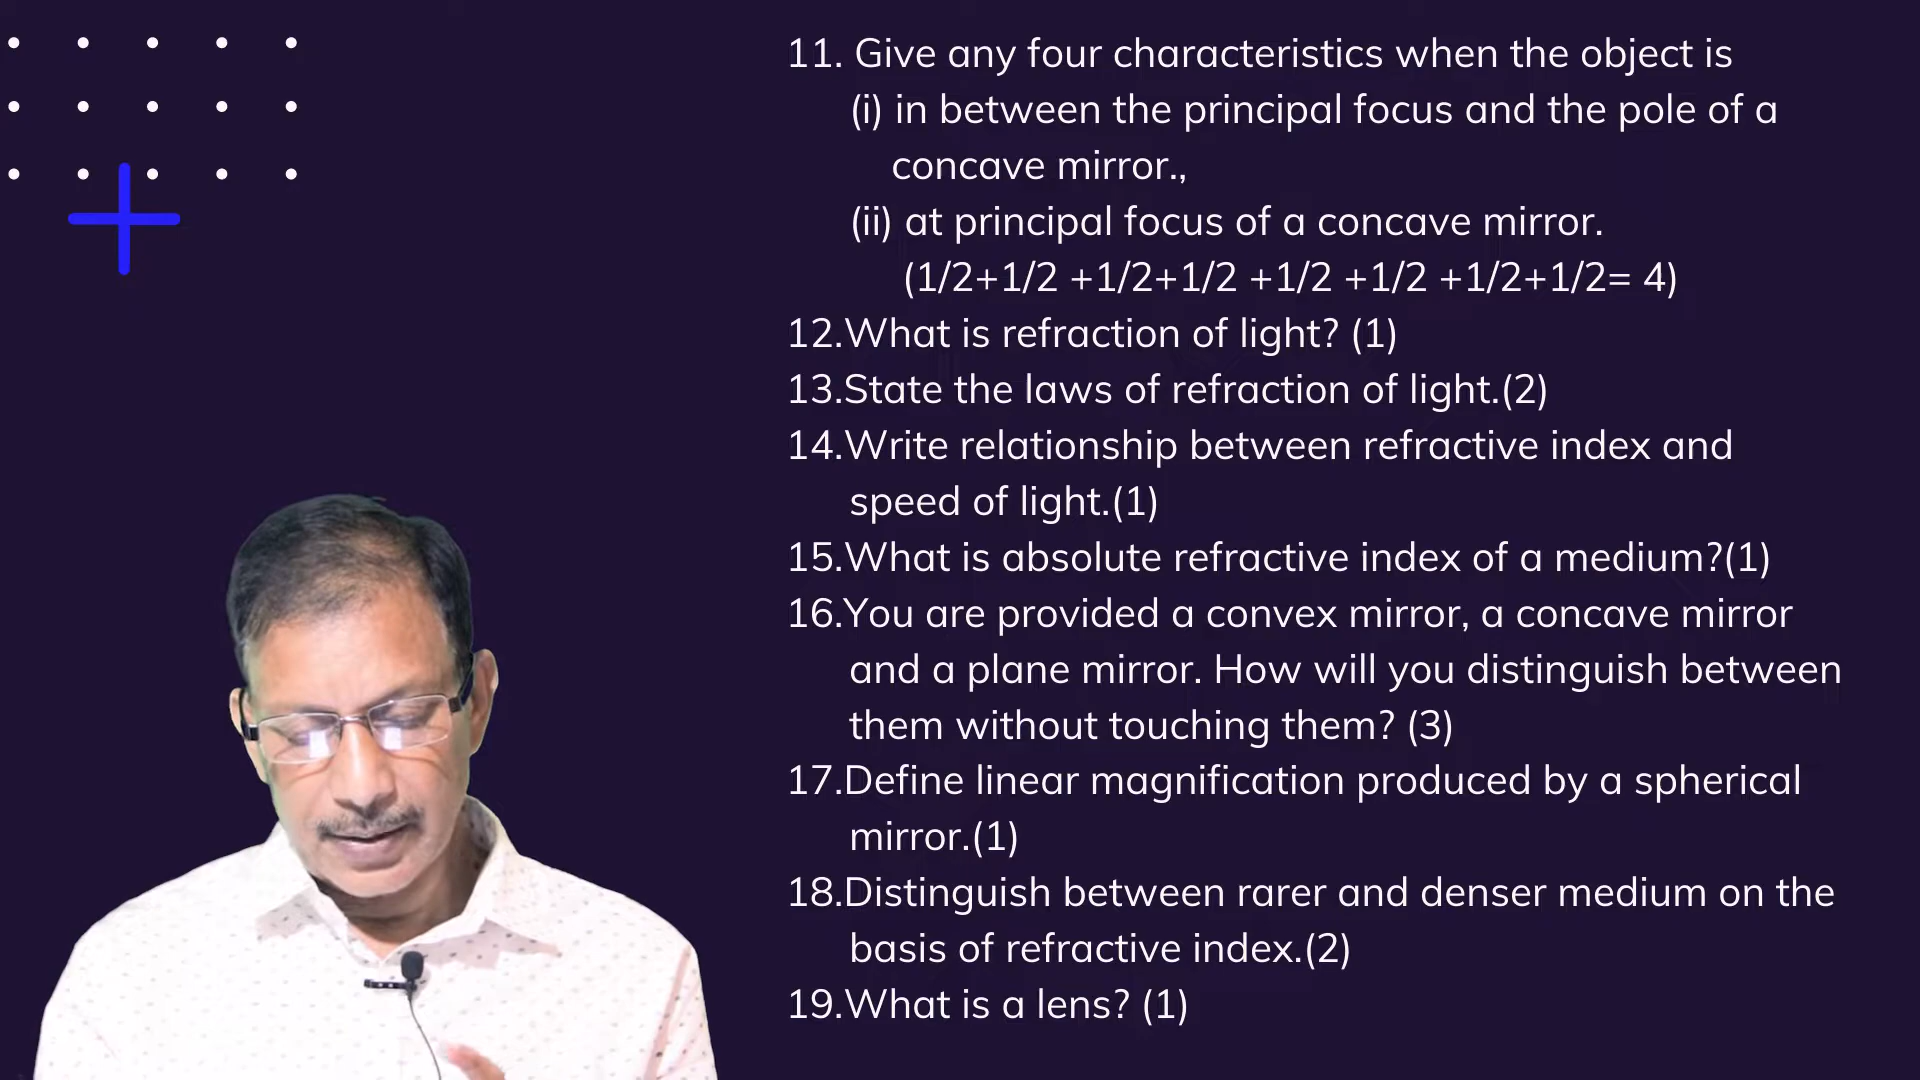 11. Give any four characteristics when the object is
(i) in between the principal focus and the pole of a
concave mirror.,
(ii) at principal focus of a concave mirror.
(1/2+1/2 +1/2+1/2 +1/2 +1/2 +1/2+1/2= 4)
12.What is refraction of light? (1)
13.State the laws of refraction of light.(2)
14.Write relationship between refractive index and
speed of light.(1)
15.What is absolute refractive index of a medium?(1)
16.You are provided a convex mirror, a concave mirror
and a plane mirror. How will you distinguish between
them without touching them? (3)
17.Define linear magnification produced by a spherical
mirror.(1)
18.Distinguish between rarer and denser medium on the
basis of refractive index.(2)
19.What is a lens? (1)